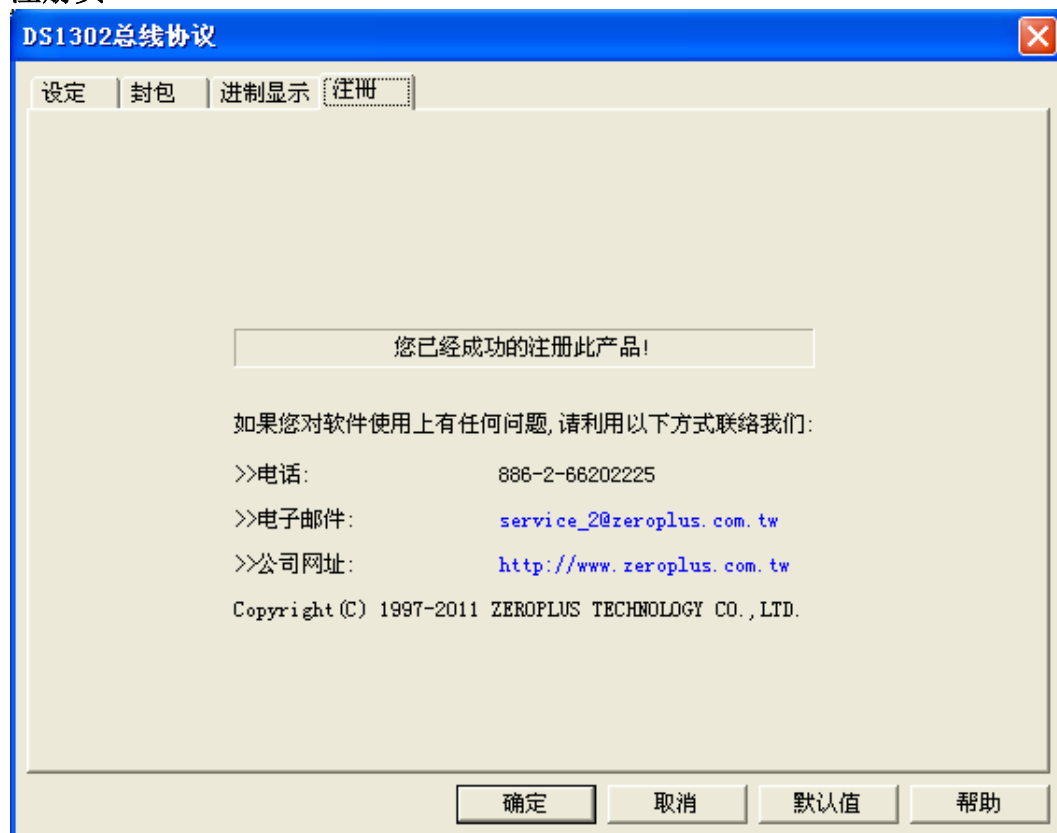 DS1302总线协议
设定 封包 进制显示 注册
您已经成功的注册此产品!
如果您对软件使用上有任何问题,请利用以下方式联络我们:
>>电话: 886-2-66202225
>>电子邮件: service_2@zeroplus.com.tw
>>公司网址: http://www.zeroplus.com.tw
Copyright(C) 1997-2011 ZEROPLUS TECHNOLOGY CO.,LTD.
确定 取消 默认值 帮助